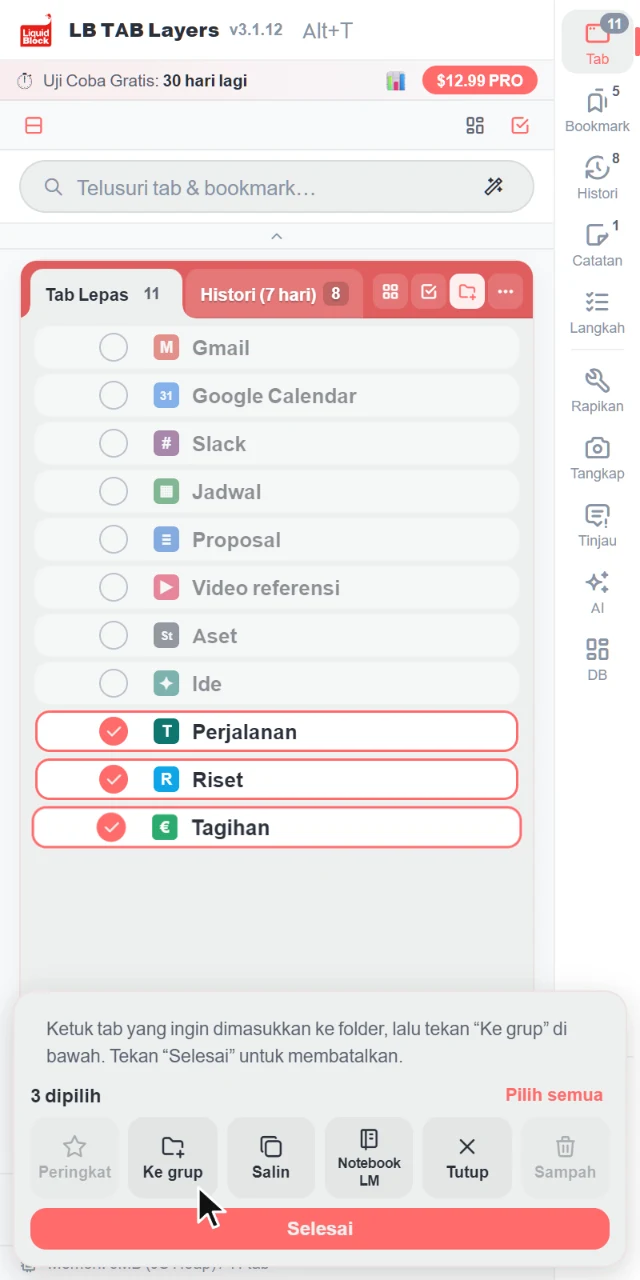 Liquid Block
LB TAB Layers v3.1.12 Alt+T
11
Tab
Uji Coba Gratis: 30 hari lagi
$12.99 PRO
5
Bookmark
Telusuri tab & bookmark…
8
Histori
1
Catatan
Langkah
Rapikan
Tangkap
Tinjau
AI
DB
Tab Lepas 11
Histori (7 hari) 8
M Gmail
31 Google Calendar
# Slack
Jadwal
Proposal
Video referensi
St Aset
Ide
T Perjalanan
R Riset
€ Tagihan
Ketuk tab yang ingin dimasukkan ke folder, lalu tekan “Ke grup” di
bawah. Tekan “Selesai” untuk membatalkan.
3 dipilih
Pilih semua
Peringkat
Ke grup
Salin
Notebook
LM
Tutup
Sampah
Selesai